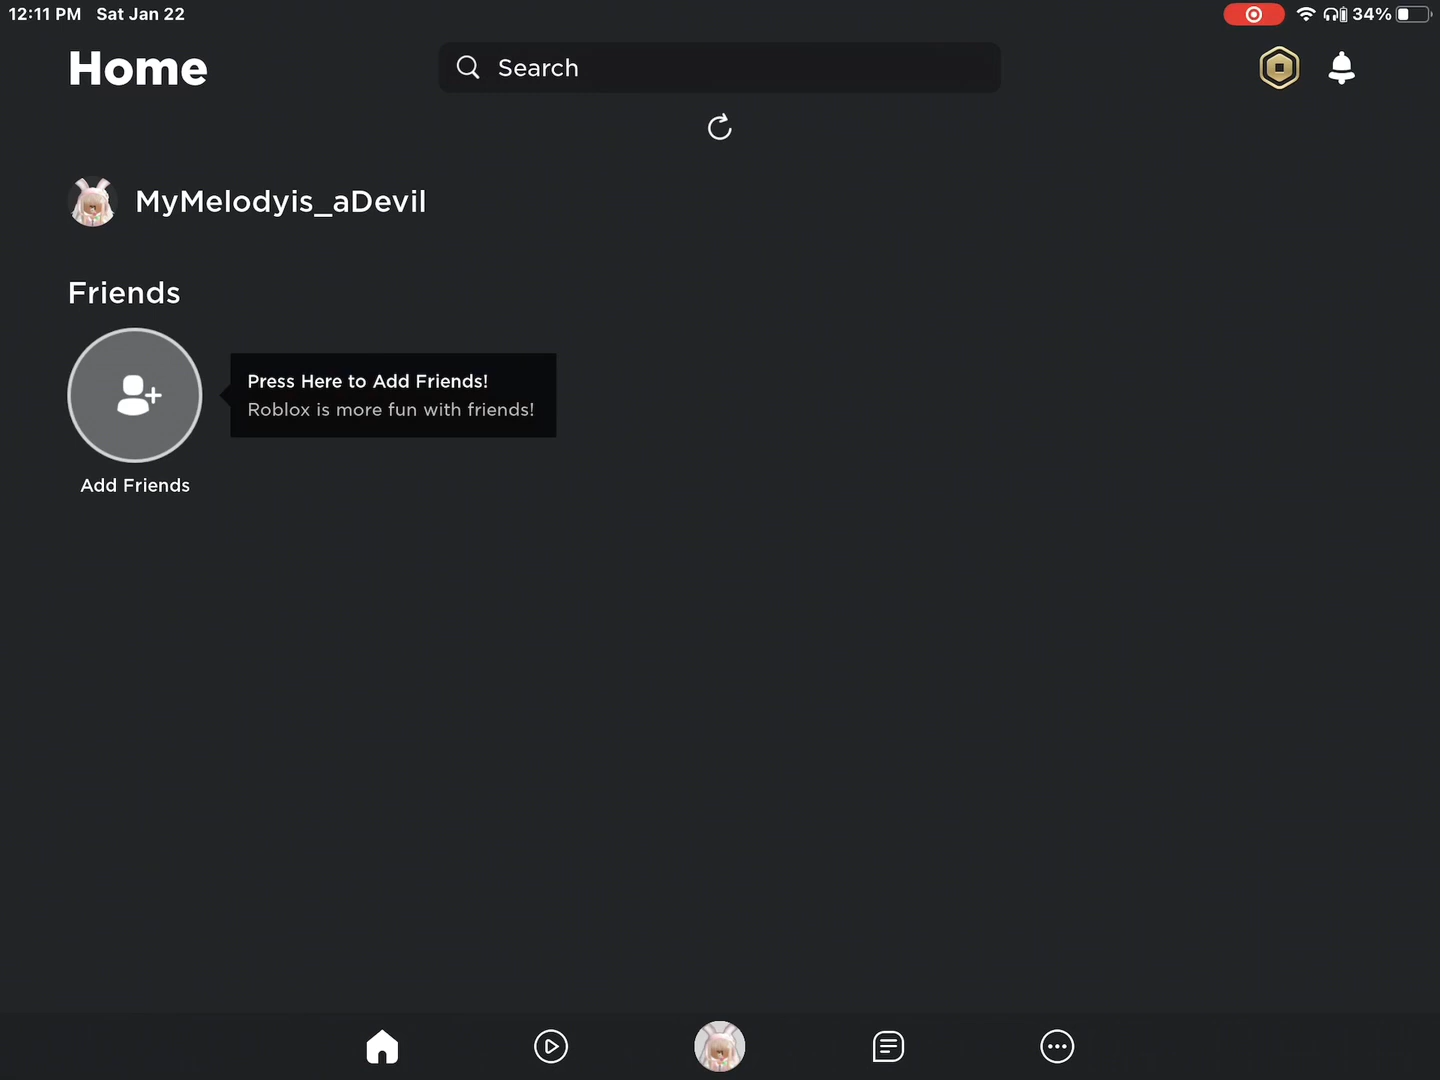 12:11 PM Sat Jan 22 34%
Home
Search
MyMelodyis_aDevil
Friends
Press Here to Add Friends!
Roblox is more fun with friends!
Add Friends